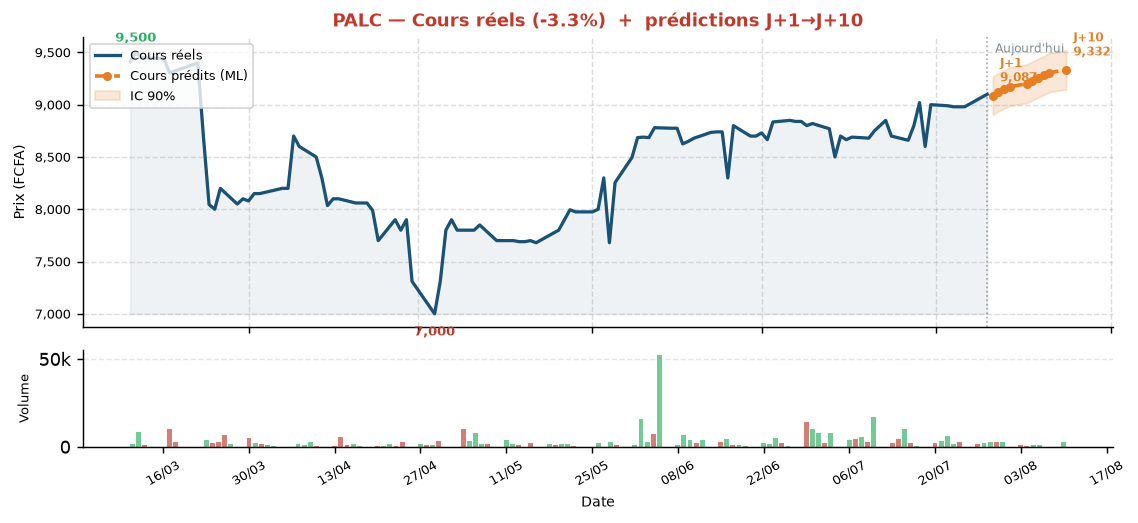 PALC — Cours réels (-3.3%)  +  prédictions J+1→J+10
9,500
Cours réels
Cours prédits (ML)
IC 90%
Aujourd'hui
J+1
9,087
J+10
9,332
7,000
Prix (FCFA)
9,500
9,000
8,500
8,000
7,500
7,000
Volume
50k
0
16/03
30/03
13/04
27/04
11/05
25/05
08/06
22/06
06/07
20/07
03/08
17/08
Date